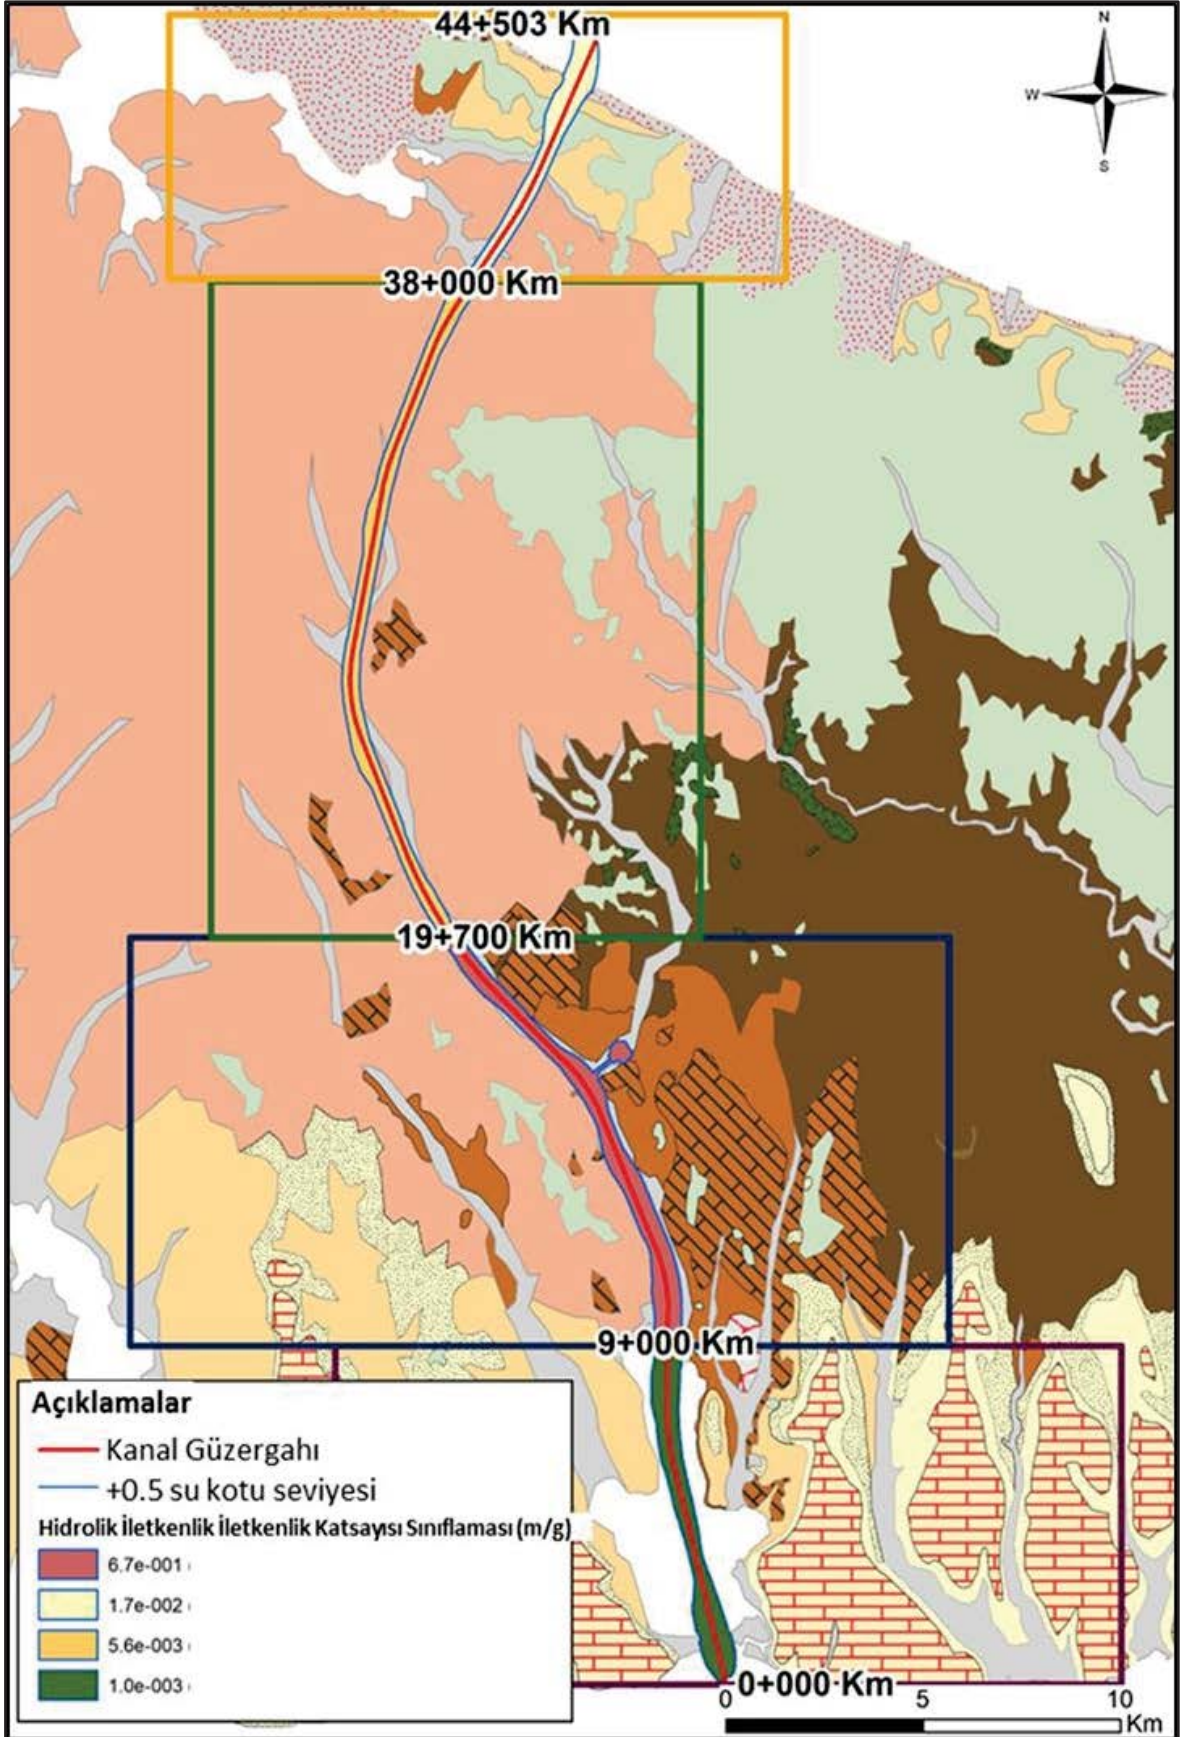 44+503 Km
N
W
S
38+000 Km
19+700 Km
9+000 Km
Açıklamalar
Kanal Güzergahı
+0.5 su kotu seviyesi
Hidrolik İletkenlik İletkenlik Katsayısı Sınıflaması (m/g)
6.7e-001
1.7e-002
5.6e-003
1.0e-003
0+000 Km
0 5 10
Km